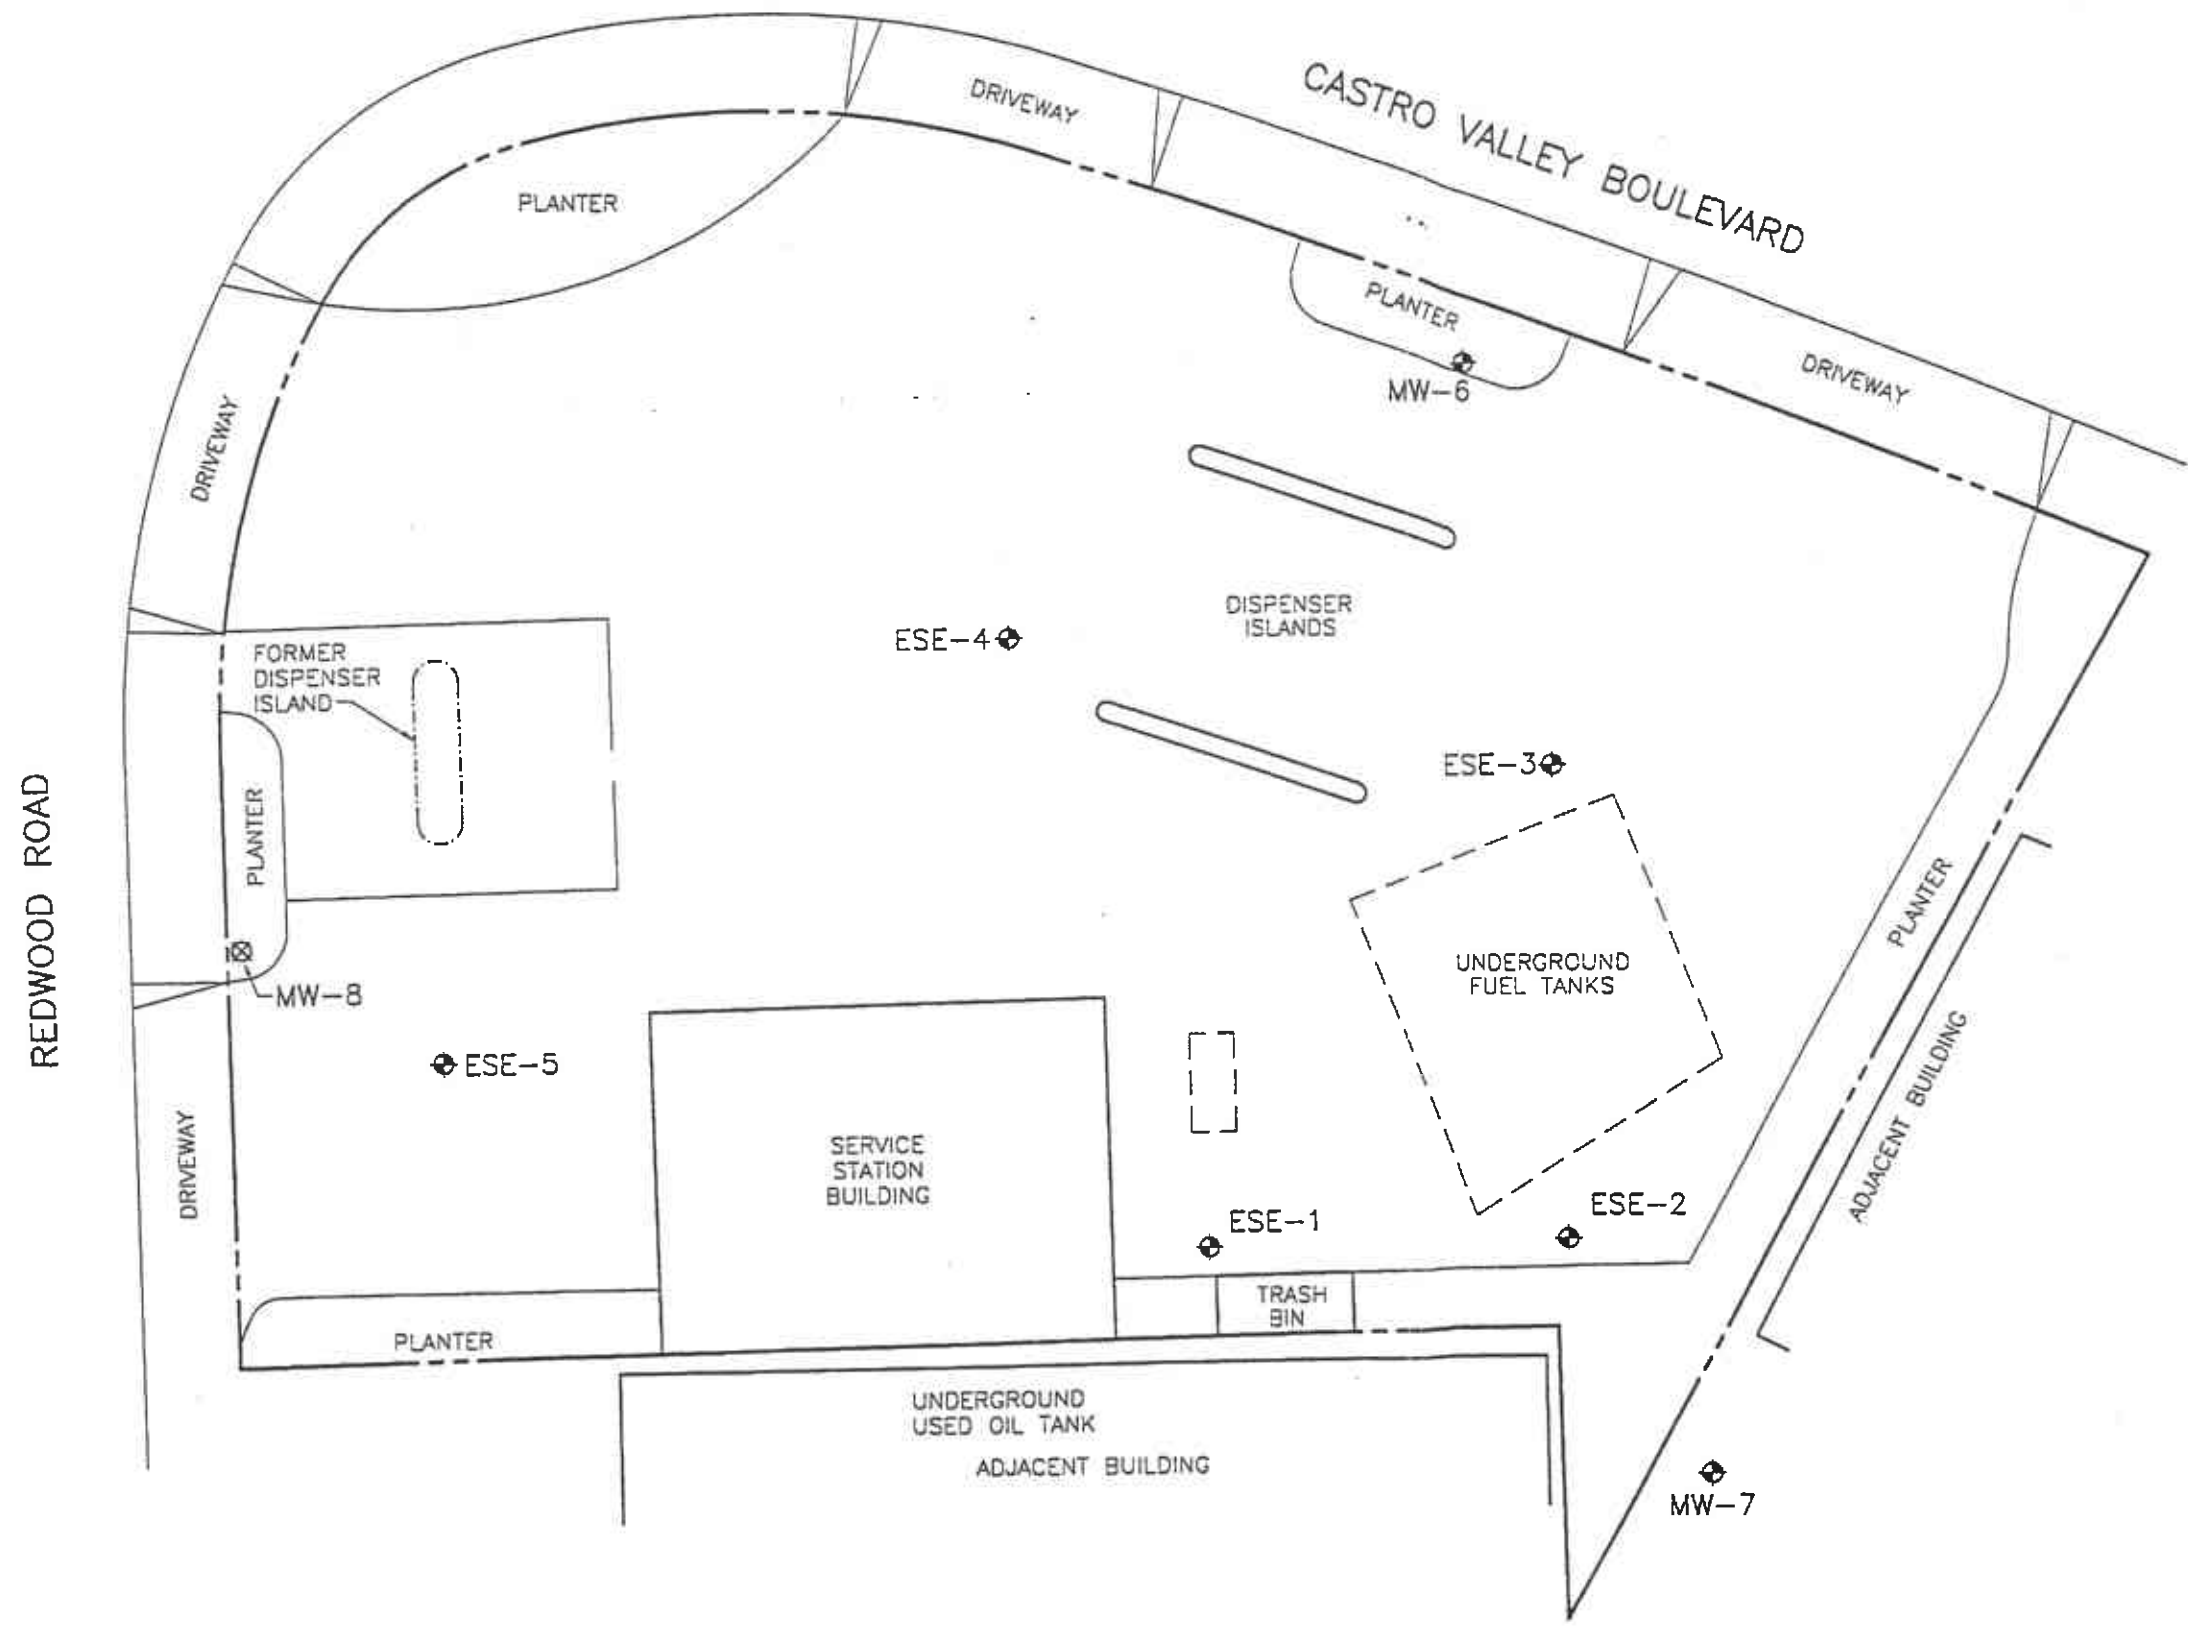 CASTRO VALLEY BOULEVARD
DRIVEWAY
PLANTER
PLANTER
MW-6
DRIVEWAY
DRIVEWAY
DISPENSER
ISLANDS
ESE-4
FORMER
DISPENSER
ISLAND
ESE-3
REDWOOD ROAD
PLANTER
PLANTER
UNDERGROUND
FUEL TANKS
MW-8
ESE-5
ADJACENT BUILDING
DRIVEWAY
SERVICE
STATION
BUILDING
ESE-1
ESE-2
TRASH
BIN
PLANTER
UNDERGROUND
USED OIL TANK
ADJACENT BUILDING
MW-7